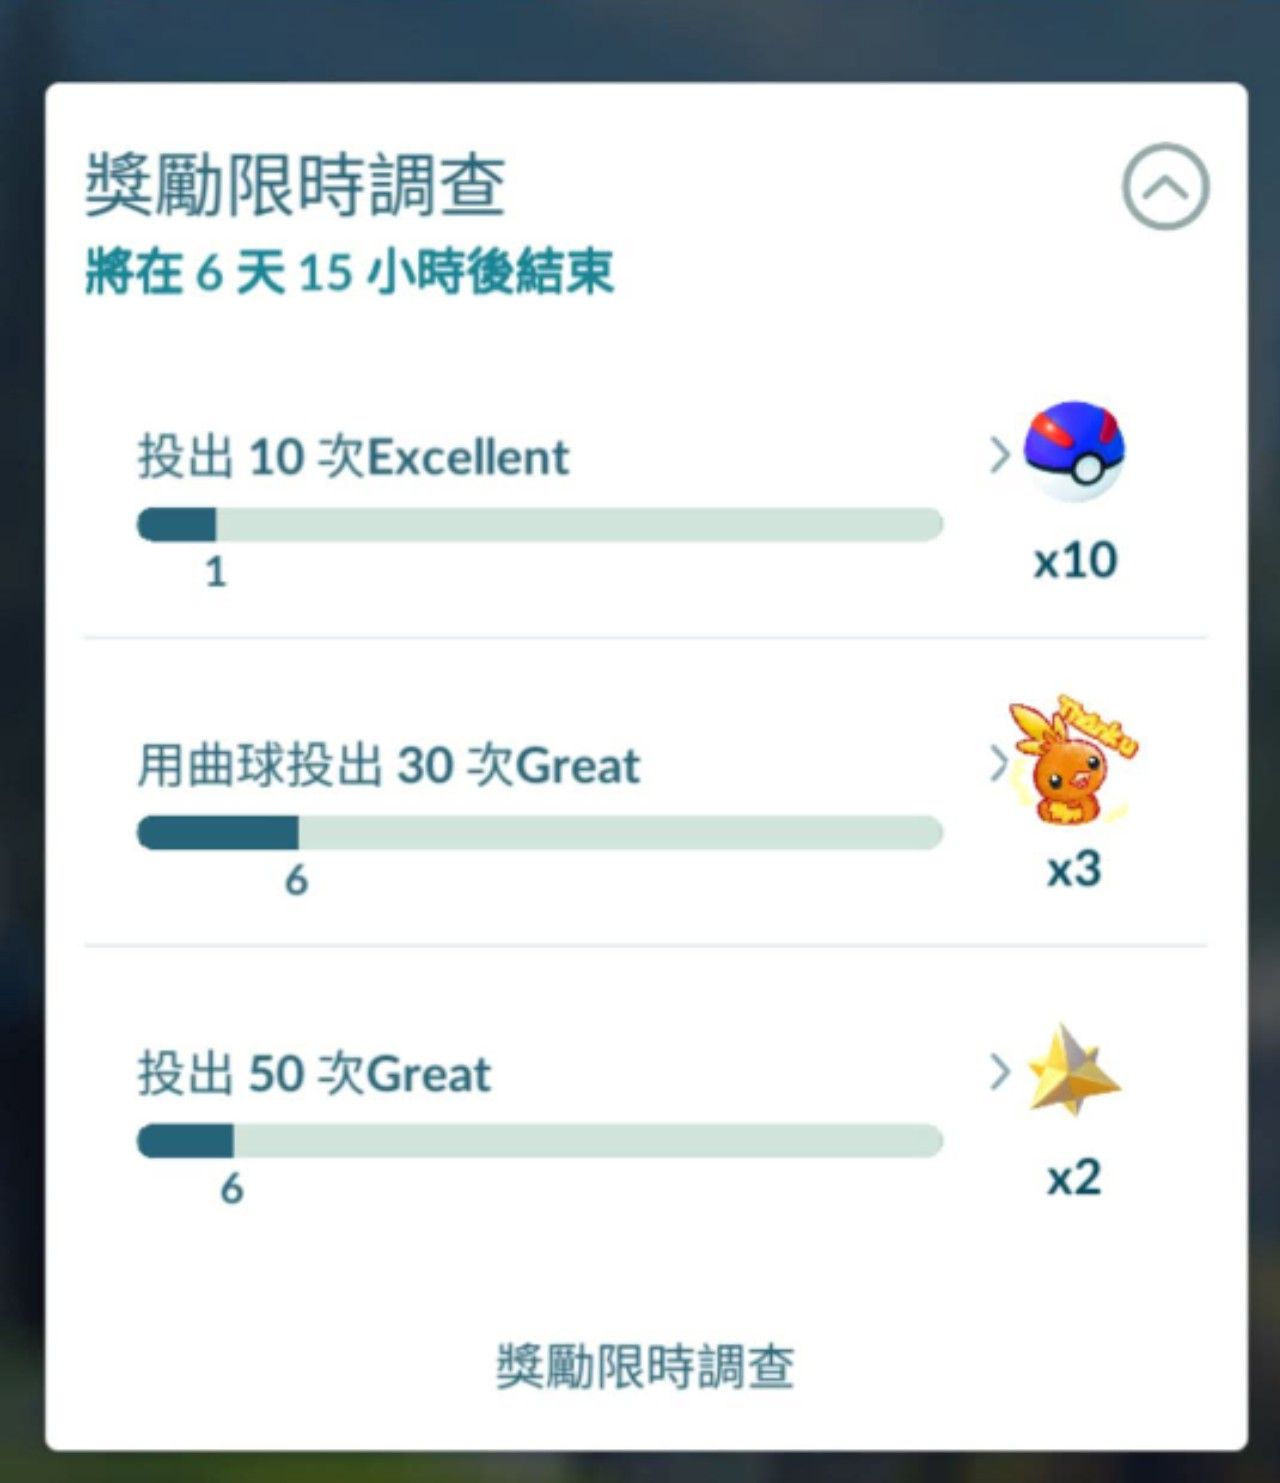 獎勵限時調查
將在 6 天 15 小時後結束
投出 10 次Excellent
1
x10
Thanku
用曲球投出 30 次Great
6
x3
投出 50 次Great
6
x2
獎勵限時調查